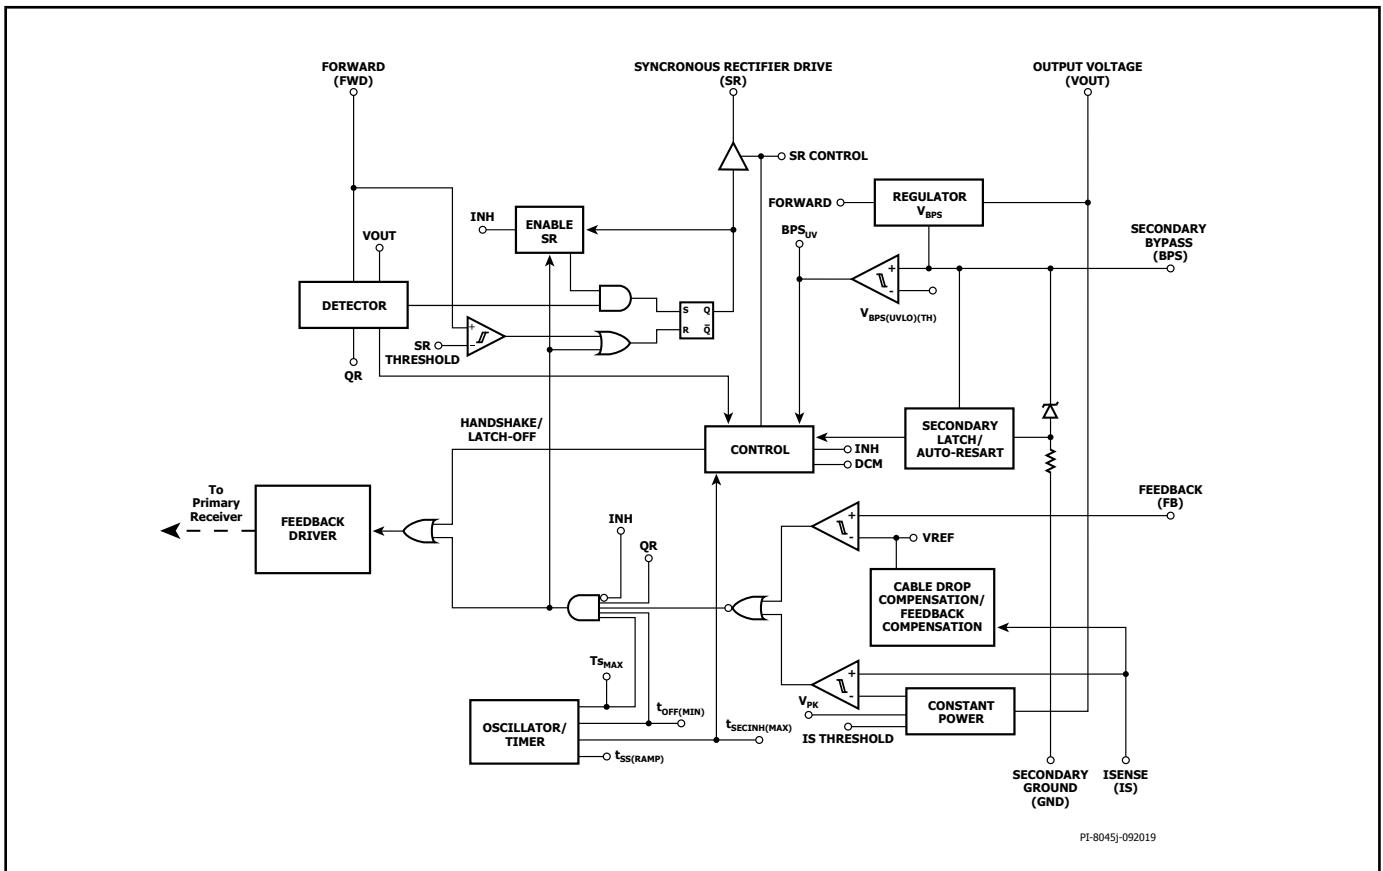 FORWARD
(FWD)
SYNCRONOUS RECTIFIER DRIVE
(SR)
OUTPUT VOLTAGE
(VOUT)
SR CONTROL
FORWARD
REGULATOR
VBPS
INH
ENABLE
SR
BPSUV
SECONDARY
BYPASS
(BPS)
VOUT
+
-
DETECTOR
VBPS(UVLO)(TH)
S Q
R Q̅
+
-
SR
THRESHOLD
QR
HANDSHAKE/
LATCH-OFF
CONTROL
INH
DCM
SECONDARY
LATCH/
AUTO-RESART
To
Primary
Receiver
FEEDBACK
DRIVER
INH
QR
FEEDBACK
(FB)
+
-
VREF
CABLE DROP
COMPENSATION/
FEEDBACK
COMPENSATION
TsMAX
+
-
VPK
CONSTANT
POWER
IS THRESHOLD
OSCILLATOR/
TIMER
tOFF(MIN)
tSECINH(MAX)
tSS(RAMP)
SECONDARY
GROUND
(GND)
ISENSE
(IS)
PI-8045j-092019